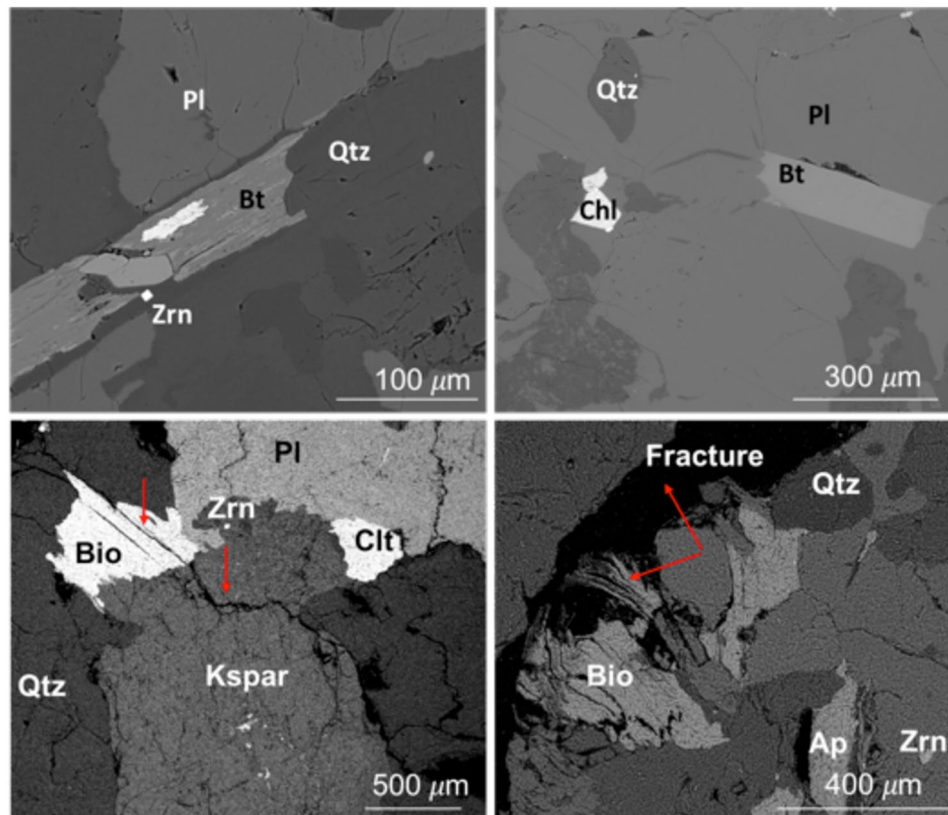 Pl
Qtz
Bt
Zrn
100 μm
Qtz
Pl
Bt
Chl
300 μm
Pl
Zrn
Bio
Clt
Qtz
Kspar
500 μm
Fracture
Qtz
Bio
Ap
Zrn
400 μm